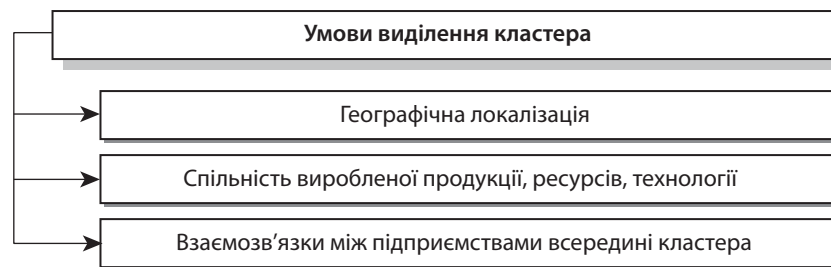 Умови виділення кластера
Географічна локалізація
Спільність виробленої продукції, ресурсів, технології
Взаємозв'язки між підприємствами всередині кластера